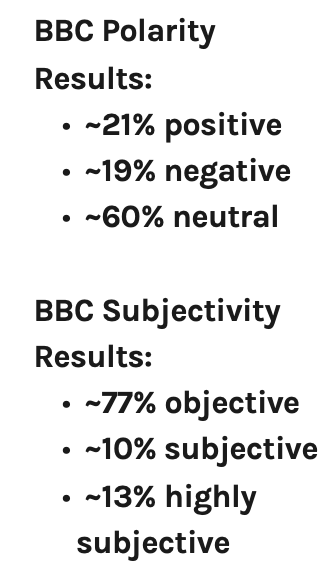 BBC Polarity
Results:
• ~21% positive
• ~19% negative
• ~60% neutral
BBC Subjectivity
Results:
• ~77% objective
• ~10% subjective
• ~13% highly
subjective